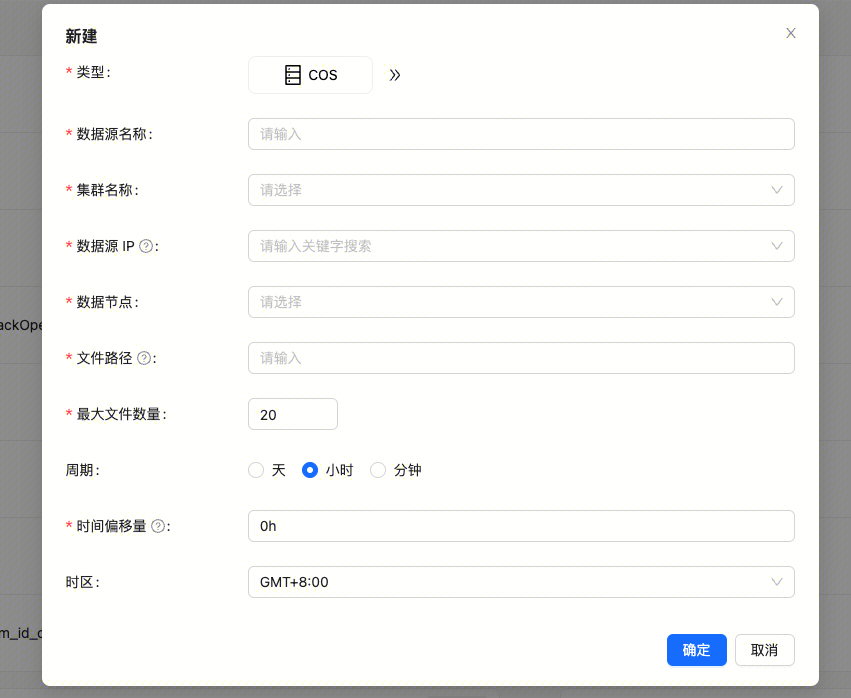 新建
* 类型:
COS
* 数据源名称:
请输入
* 集群名称:
请选择
* 数据源 IP ?:
请输入关键字搜索
* 数据节点:
请选择
* 文件路径 ?:
请输入
* 最大文件数量:
20
周期:
天 小时 分钟
* 时间偏移量 ?:
0h
时区:
GMT+8:00
确定 取消
ackOpe
m_id_c